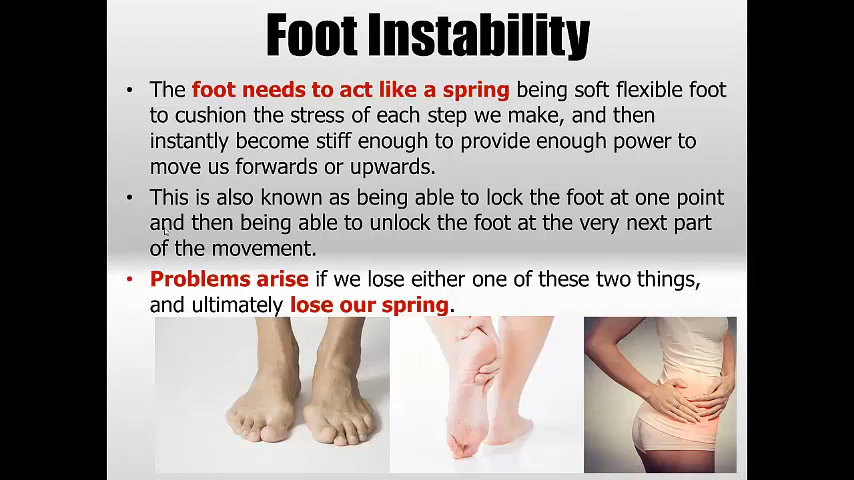 Foot Instability
• The foot needs to act like a spring being soft flexible foot
to cushion the stress of each step we make, and then
instantly become stiff enough to provide enough power to
move us forwards or upwards.
• This is also known as being able to lock the foot at one point
and then being able to unlock the foot at the very next part
of the movement.
• Problems arise if we lose either one of these two things,
and ultimately lose our spring.